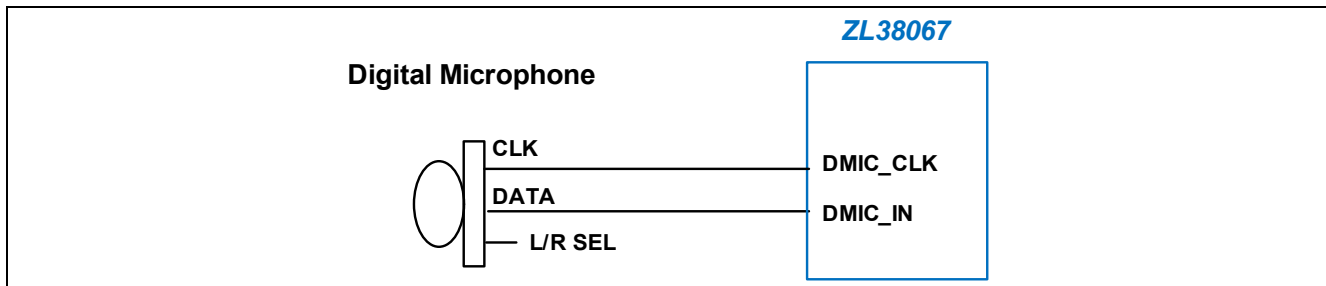 ZL38067
Digital Microphone
CLK
DMIC_CLK
DATA
DMIC_IN
L/R SEL